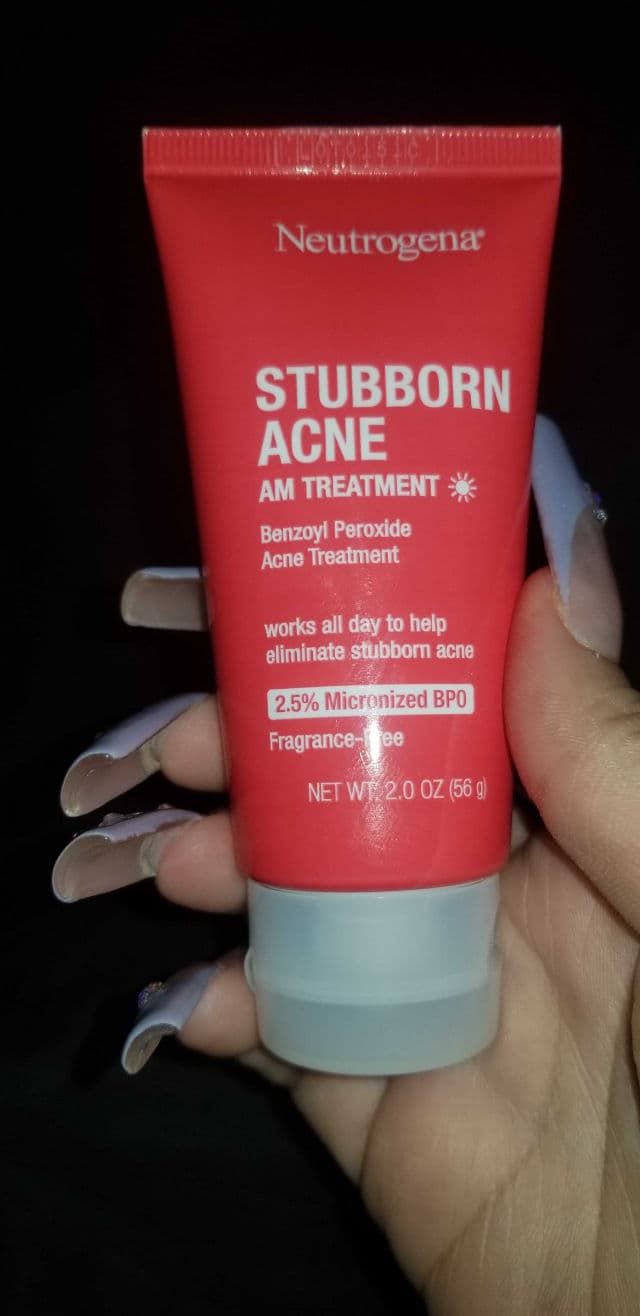 Neutrogena®
STUBBORN
ACNE
AM TREATMENT
Benzoyl Peroxide
Acne Treatment
works all day to help
eliminate stubborn acne
2.5% Micronized BPO
Fragrance-Free
NET WT. 2.0 OZ (56 g)